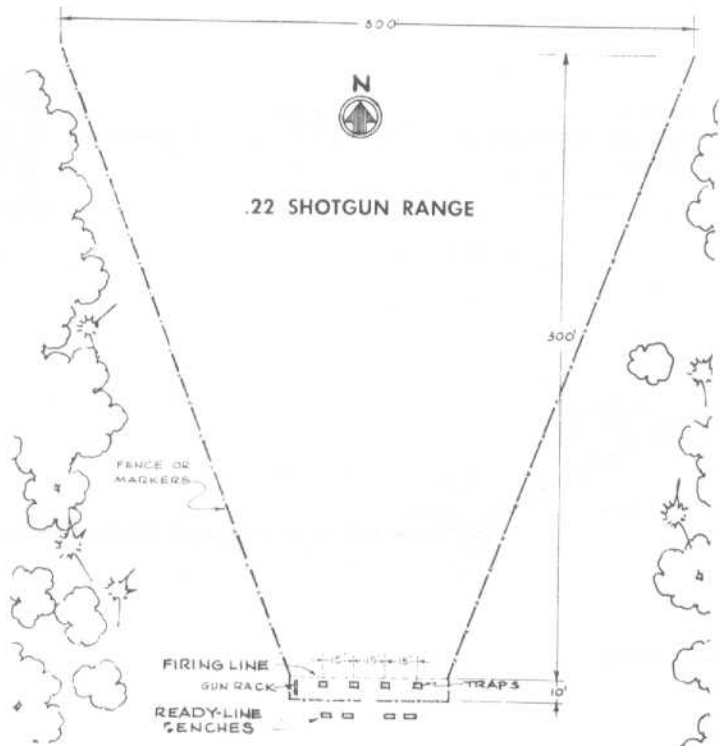 300'
N
.22 SHOTGUN RANGE
300'
FENCE OR
MARKERS
15' 15' 15'
FIRING LINE
GUN RACK
TRAPS
10'
READY-LINE
BENCHES